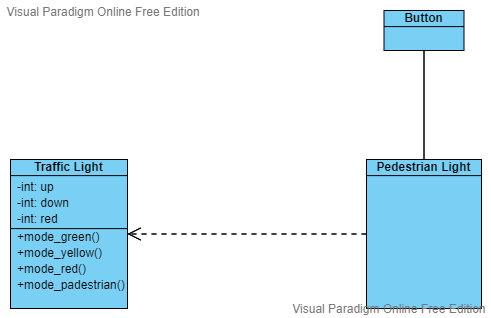 Visual Paradigm Online Free Edition
Button
Traffic Light
-int: up
-int: down
-int: red
+mode_green()
+mode_yellow()
+mode_red()
+mode_padestrian()
Pedestrian Light
Visual Paradigm Online Free Edition